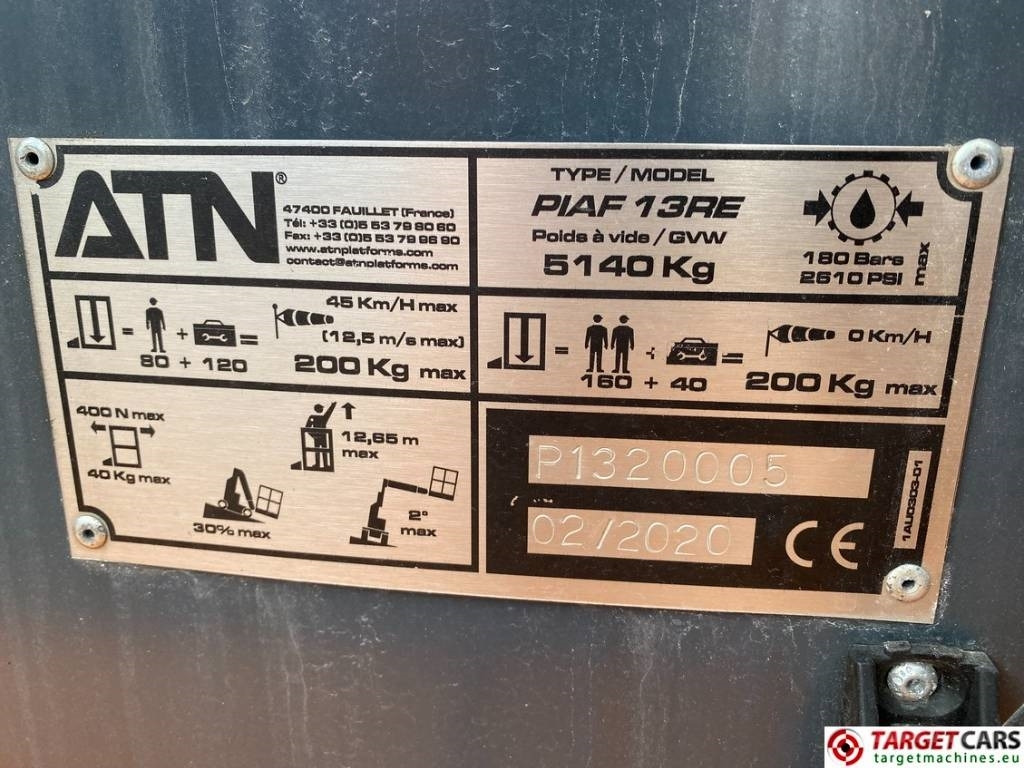 ATN®
47400 FAUILLET (France)
Tél: +33 (0)5 53 79 80 60
Fax: +33 (0)5 53 79 96 90
www.atnplatforms.com
contact@atnplatforms.com
TYPE / MODEL
PIAF 13RE
Poids à vide / GVW
5140 Kg
180 Bars
2610 PSI
max
45 Km/H max
= + =
(12,5 m/s max)
80 + 120
200 Kg max
= + =
0 Km/H
160 + 40
200 Kg max
400 N max
40 Kg max
12,65 m
max
30% max
2°
max
P1320005
02/2020
CE
1AU0303-01
TARGETCARS
targetmachines.eu